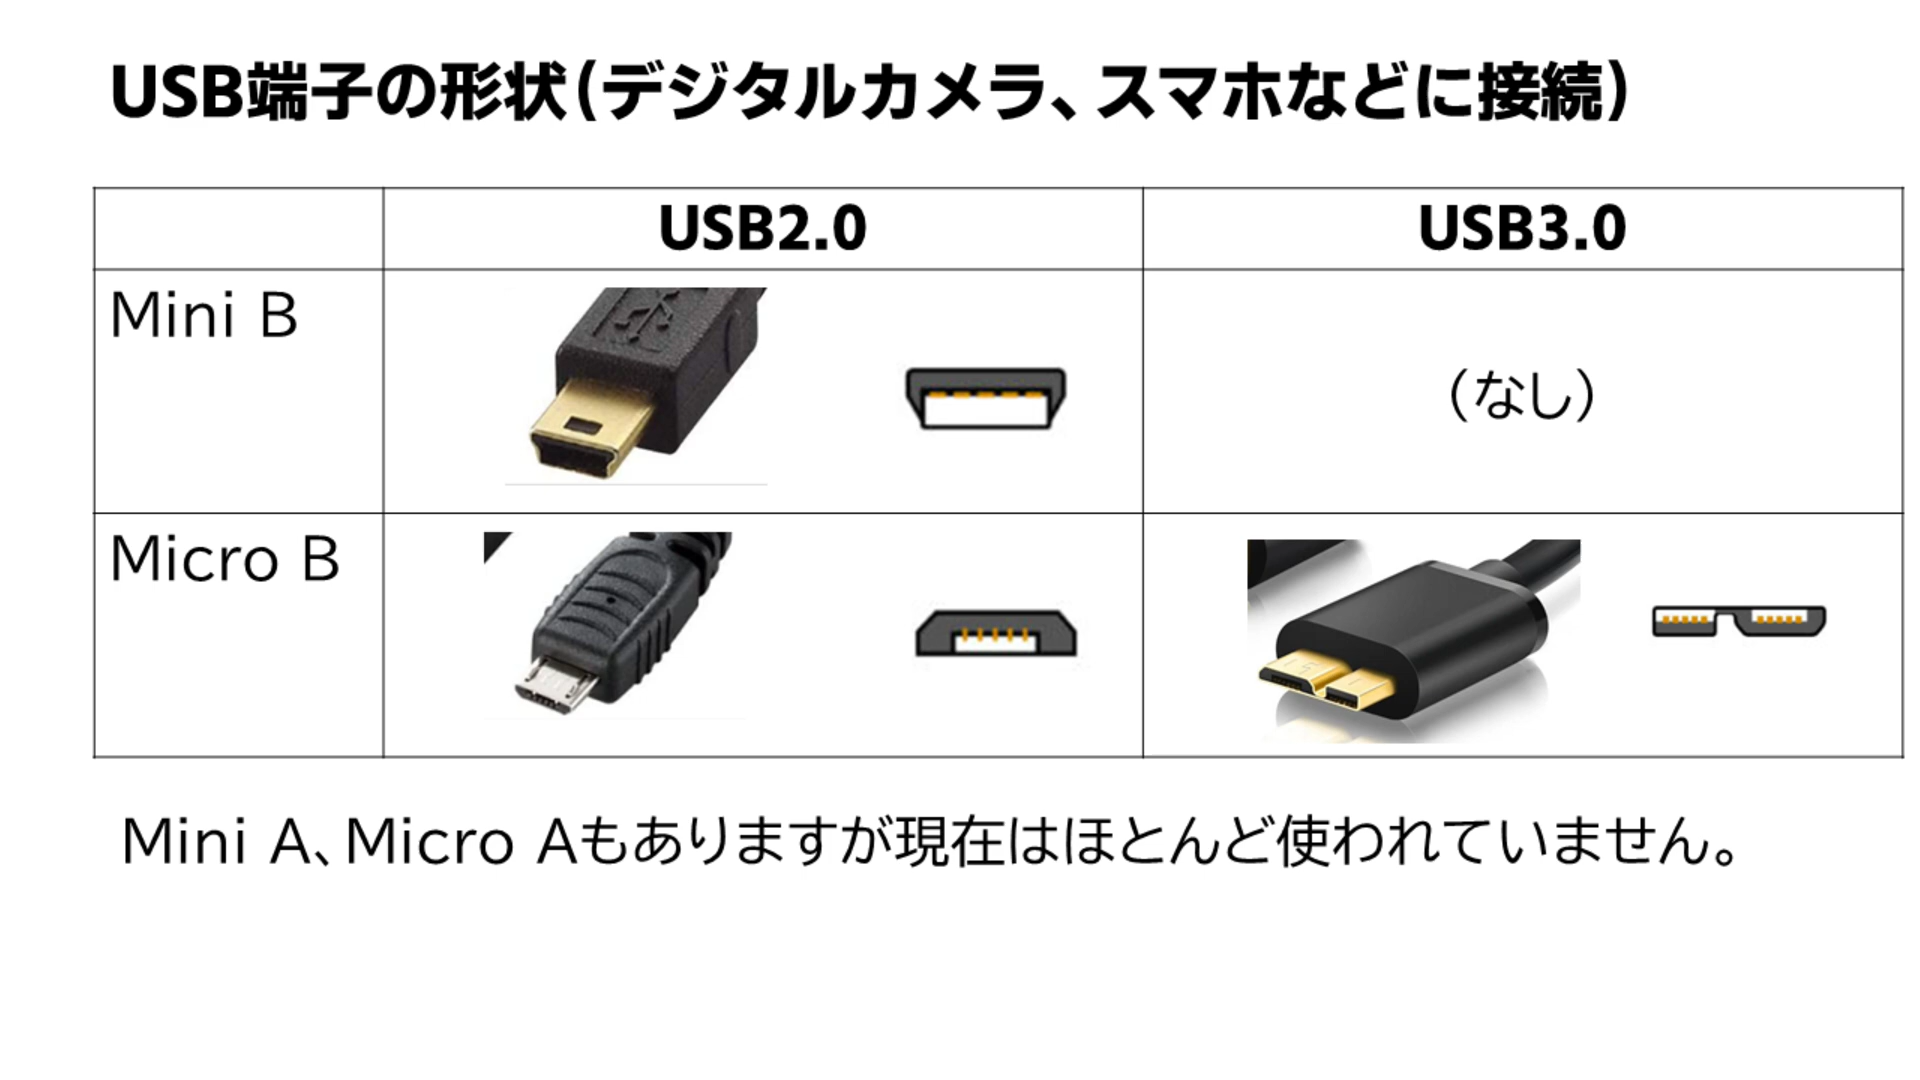 USB端子の形状(デジタルカメラ、スマホなどに接続)
USB2.0
USB3.0
Mini B
(なし)
Micro B
Mini A、Micro Aもありますが現在はほとんど使われていません。